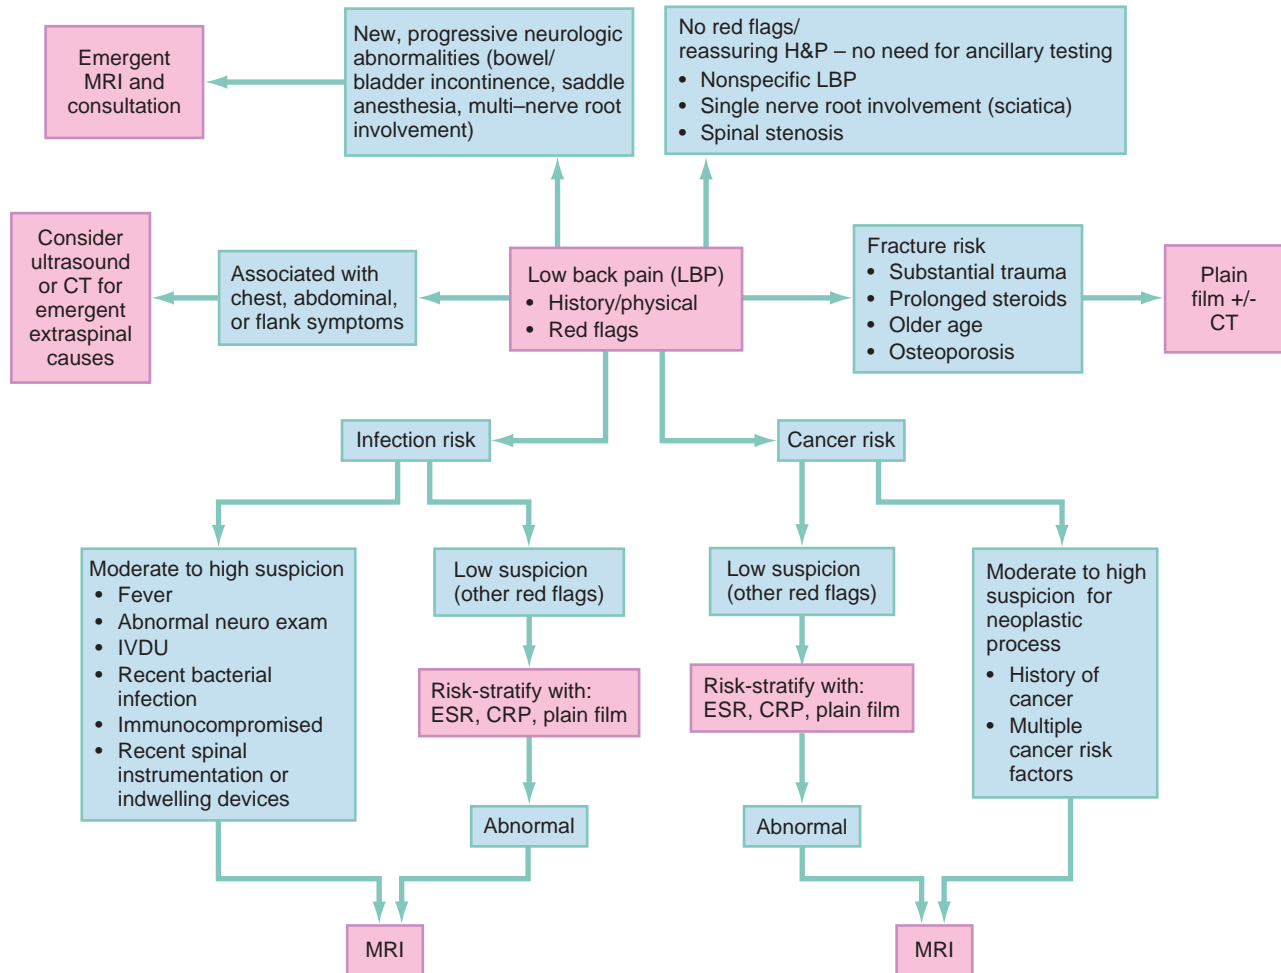 Emergent
MRI and
consultation
New, progressive neurologic
abnormalities (bowel/
bladder incontinence, saddle
anesthesia, multi–nerve root
involvement)
No red flags/
reassuring H&P – no need for ancillary testing
• Nonspecific LBP
• Single nerve root involvement (sciatica)
• Spinal stenosis
Consider
ultrasound
or CT for
emergent
extraspinal
causes
Associated with
chest, abdominal,
or flank symptoms
Low back pain (LBP)
• History/physical
• Red flags
Fracture risk
• Substantial trauma
• Prolonged steroids
• Older age
• Osteoporosis
Plain
film +/-
CT
Infection risk
Cancer risk
Moderate to high suspicion
• Fever
• Abnormal neuro exam
• IVDU
• Recent bacterial
infection
• Immunocompromised
• Recent spinal
instrumentation or
indwelling devices
Low suspicion
(other red flags)
Risk-stratify with:
ESR, CRP, plain film
Abnormal
MRI
Low suspicion
(other red flags)
Risk-stratify with:
ESR, CRP, plain film
Abnormal
Moderate to high
suspicion for
neoplastic
process
• History of
cancer
• Multiple
cancer risk
factors
MRI